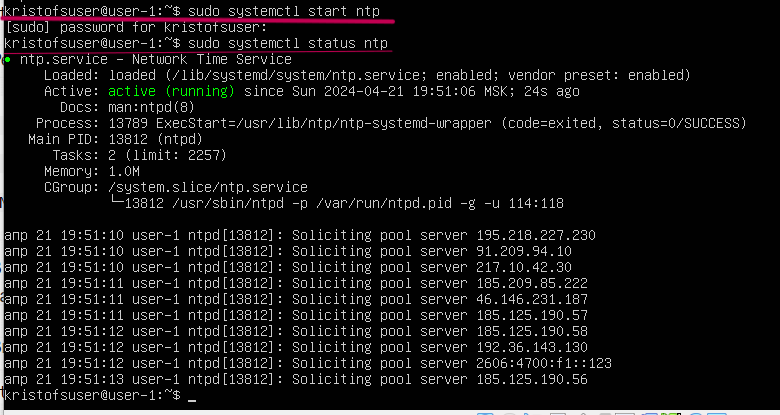 kristofsuser@user-1:~$ sudo systemctl start ntp
[sudo] password for kristofsuser:
kristofsuser@user-1:~$ sudo systemctl status ntp
● ntp.service – Network Time Service
Loaded: loaded (/lib/systemd/system/ntp.service; enabled; vendor preset: enabled)
Active: active (running) since Sun 2024-04-21 19:51:06 MSK; 24s ago
Docs: man:ntpd(8)
Process: 13789 ExecStart=/usr/lib/ntp/ntp-systemd-wrapper (code=exited, status=0/SUCCESS)
Main PID: 13812 (ntpd)
Tasks: 2 (limit: 2257)
Memory: 1.0M
CGroup: /system.slice/ntp.service
└─13812 /usr/sbin/ntpd -p /var/run/ntpd.pid -g -u 114:118
апр 21 19:51:10 user-1 ntpd[13812]: Soliciting pool server 195.218.227.230
апр 21 19:51:10 user-1 ntpd[13812]: Soliciting pool server 91.209.94.10
апр 21 19:51:10 user-1 ntpd[13812]: Soliciting pool server 217.10.42.30
апр 21 19:51:11 user-1 ntpd[13812]: Soliciting pool server 185.209.85.222
апр 21 19:51:11 user-1 ntpd[13812]: Soliciting pool server 46.146.231.187
апр 21 19:51:11 user-1 ntpd[13812]: Soliciting pool server 185.125.190.57
апр 21 19:51:12 user-1 ntpd[13812]: Soliciting pool server 185.125.190.58
апр 21 19:51:12 user-1 ntpd[13812]: Soliciting pool server 192.36.143.130
апр 21 19:51:12 user-1 ntpd[13812]: Soliciting pool server 2606:4700:f1::123
апр 21 19:51:13 user-1 ntpd[13812]: Soliciting pool server 185.125.190.56
kristofsuser@user-1:~$ _